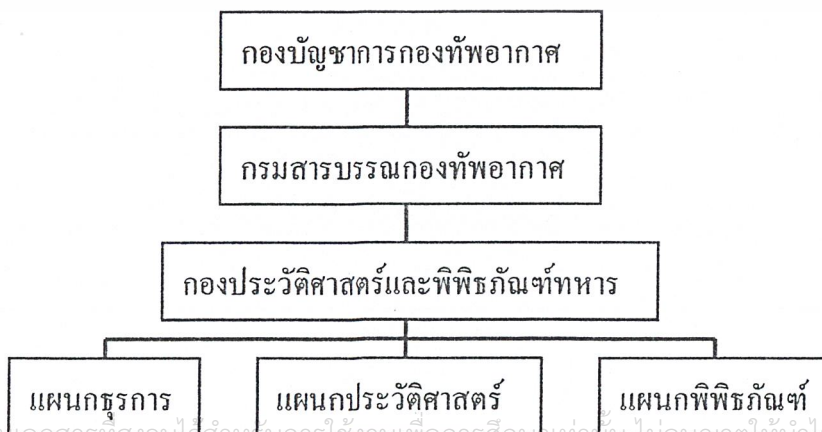 กองบัญชาการกองทัพอากาศ
กรมสารบรรณกองทัพอากาศ
กองประวัติศาสตร์และพิพิธภัณฑ์ทหาร
แผนกธุรการ แผนกประวัติศาสตร์ แผนกพิพิธภัณฑ์